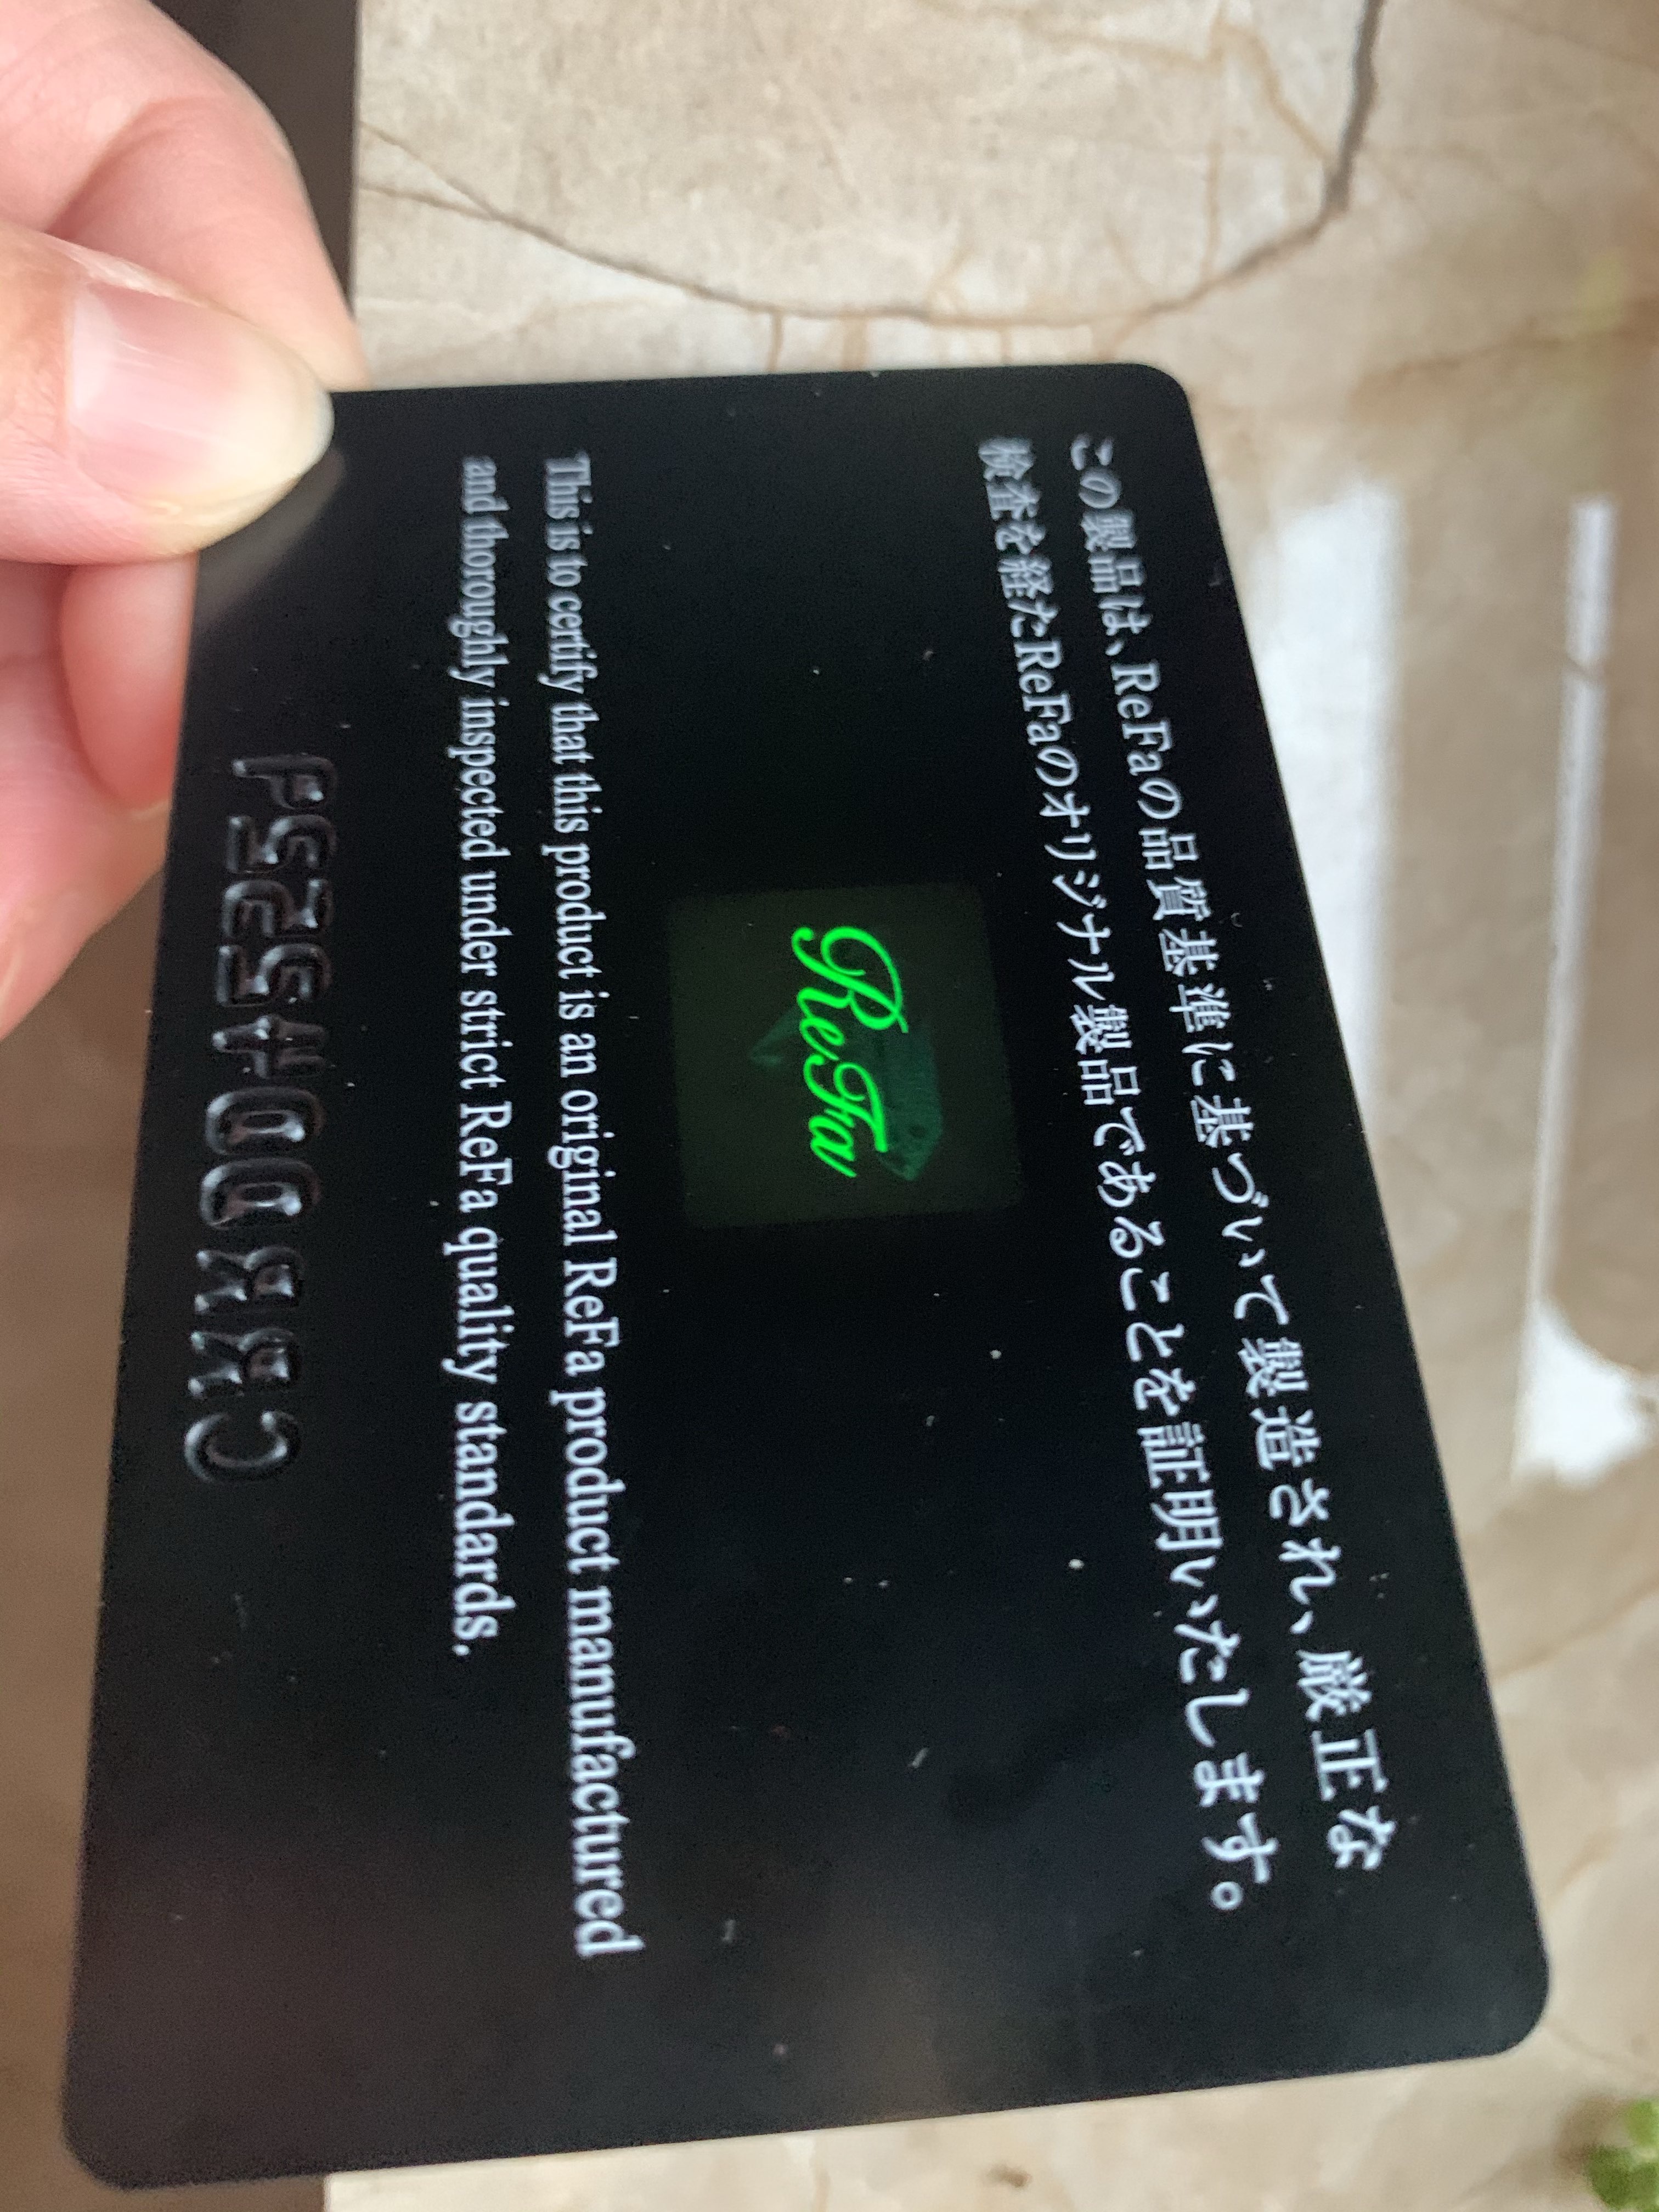 この製品は、ReFaの品質基準に基づいて製造され、厳正な
検査を経たReFaのオリジナル製品であることを証明いたします。
ReFa
This is to certify that this product is an original ReFa product manufactured
and thoroughly inspected under strict ReFa quality standards.